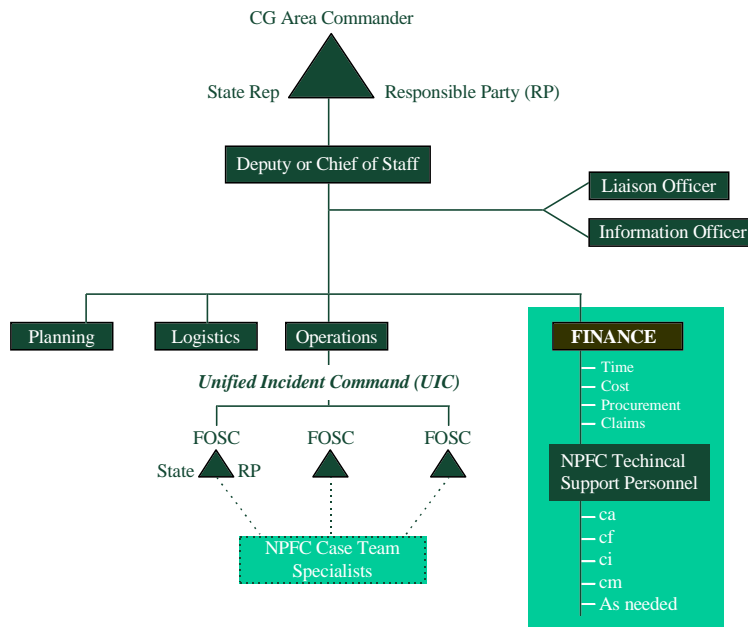 CG Area Commander
State Rep
Responsible Party (RP)
Deputy or Chief of Staff
Liaison Officer
Information Officer
Planning
Logistics
Operations
FINANCE
Time
Cost
Procurement
Claims
Unified Incident Command (UIC)
FOSC
FOSC
FOSC
State
RP
NPFC Techincal
Support Personnel
NPFC Case Team
Specialists
ca
cf
ci
cm
As needed